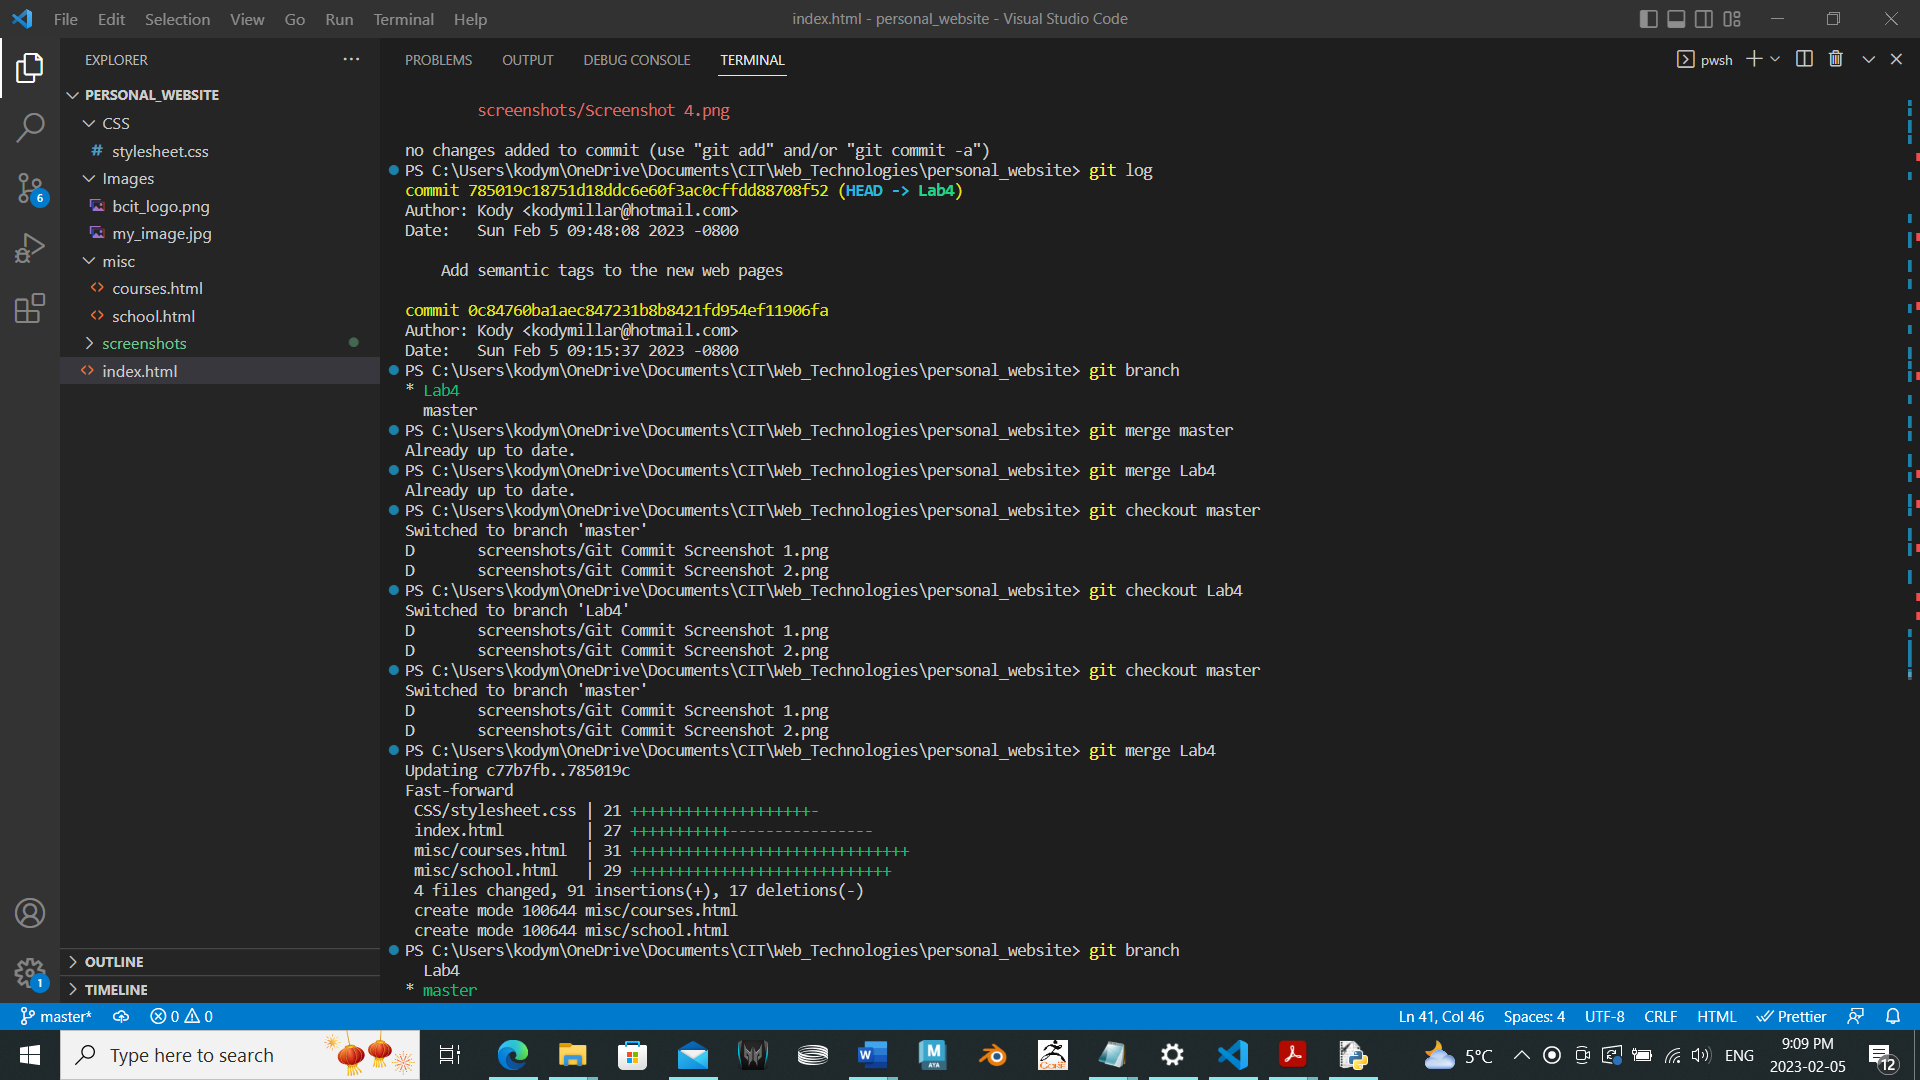 File Edit Selection View Go Run Terminal Help
index.html - personal_website - Visual Studio Code
EXPLORER
PERSONAL_WEBSITE
CSS
# stylesheet.css
Images
bcit_logo.png
my_image.jpg
misc
<> courses.html
<> school.html
screenshots
<> index.html
OUTLINE
TIMELINE
6
1
PROBLEMS OUTPUT DEBUG CONSOLE TERMINAL
pwsh
screenshots/Screenshot 4.png
no changes added to commit (use "git add" and/or "git commit -a")
PS C:\Users\kodym\OneDrive\Documents\CIT\Web_Technologies\personal_website> git log
commit 785019c18751d18ddc6e60f3ac0cffdd88708f52 (HEAD -> Lab4)
Author: Kody <kodymillar@hotmail.com>
Date:   Sun Feb 5 09:48:08 2023 -0800
Add semantic tags to the new web pages
commit 0c84760ba1aec847231b8b8421fd954ef11906fa
Author: Kody <kodymillar@hotmail.com>
Date:   Sun Feb 5 09:15:37 2023 -0800
PS C:\Users\kodym\OneDrive\Documents\CIT\Web_Technologies\personal_website> git branch
* Lab4
master
PS C:\Users\kodym\OneDrive\Documents\CIT\Web_Technologies\personal_website> git merge master
Already up to date.
PS C:\Users\kodym\OneDrive\Documents\CIT\Web_Technologies\personal_website> git merge Lab4
Already up to date.
PS C:\Users\kodym\OneDrive\Documents\CIT\Web_Technologies\personal_website> git checkout master
Switched to branch 'master'
D       screenshots/Git Commit Screenshot 1.png
D       screenshots/Git Commit Screenshot 2.png
PS C:\Users\kodym\OneDrive\Documents\CIT\Web_Technologies\personal_website> git checkout Lab4
Switched to branch 'Lab4'
D       screenshots/Git Commit Screenshot 1.png
D       screenshots/Git Commit Screenshot 2.png
PS C:\Users\kodym\OneDrive\Documents\CIT\Web_Technologies\personal_website> git checkout master
Switched to branch 'master'
D       screenshots/Git Commit Screenshot 1.png
D       screenshots/Git Commit Screenshot 2.png
PS C:\Users\kodym\OneDrive\Documents\CIT\Web_Technologies\personal_website> git merge Lab4
Updating c77b7fb..785019c
Fast-forward
CSS/stylesheet.css | 21 ++++++++++++++++++++-
index.html         | 27 +++++++++++----------------
misc/courses.html  | 31 +++++++++++++++++++++++++++++++
misc/school.html   | 29 +++++++++++++++++++++++++++++
4 files changed, 91 insertions(+), 17 deletions(-)
create mode 100644 misc/courses.html
create mode 100644 misc/school.html
PS C:\Users\kodym\OneDrive\Documents\CIT\Web_Technologies\personal_website> git branch
Lab4
* master
master* 0 0 Ln 41, Col 46 Spaces: 4 UTF-8 CRLF HTML Prettier
Type here to search 5°C ENG 9:09 PM
2023-02-05
12